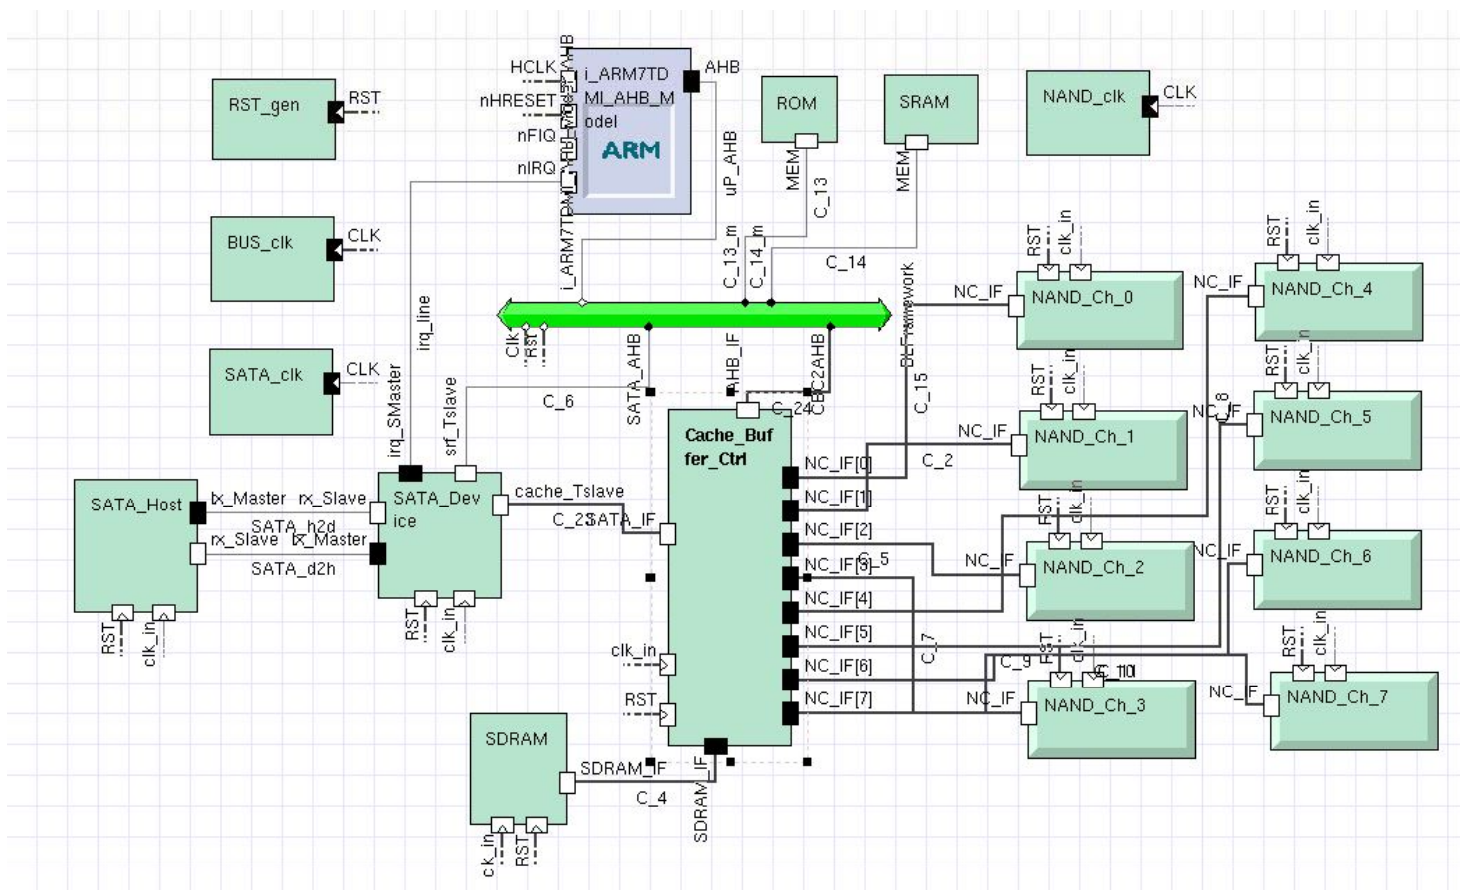 RST_gen
RST
BUS_clk
CLK
SATA_clk
CLK
HCLK
nHRESET
nFIQ
nIRQ
i_ARM7TD
MI_AHB_M
odel
ARM
AHB
uP_AHB
ROM
MEM
C_13
SRAM
MEM
C_14
C_13_m
C_14_m
NAND_clk
CLK
irq_line
irq_SMaster
srf_Tslave
C_6
Clk
Rst
SATA_AHB
AHB_IF
CBC2AHB
C_24
C_15
SATA_Host
tx_Master
rx_Slave
SATA_h2d
rx_Slave
tx_Master
SATA_d2h
RST
clk_in
SATA_Dev
ice
RST
clk_in
cache_Tslave
SATA_IF
Cache_Buf
fer_Ctrl
clk_in
RST
NC_IF[0]
NC_IF[1]
NC_IF[2]
NC_IF[3]
NC_IF[4]
NC_IF[5]
NC_IF[6]
NC_IF[7]
C_2
C_5
C_7
C_9
C_8
SDRAM
SDRAM_IF
C_4
SDRAM_IF
ck_in
RST
RST
clk_in
NC_IF
NAND_Ch_0
RST
clk_in
NC_IF
NAND_Ch_1
RST
clk_in
NC_IF
NAND_Ch_2
RST
clk_in
NC_IF
NAND_Ch_3
RST
clk_in
NC_IF
NAND_Ch_4
RST
clk_in
NC_IF
NAND_Ch_5
RST
clk_in
NC_IF
NAND_Ch_6
RST
clk_in
NC_IF
NAND_Ch_7